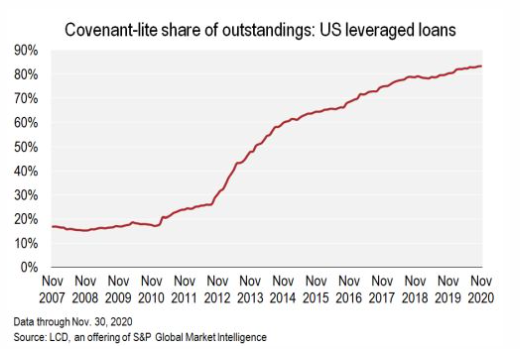 Covenant-lite share of outstandings: US leveraged loans
90%
80%
70%
60%
50%
40%
30%
20%
10%
0%
Nov Nov Nov Nov Nov Nov Nov Nov Nov Nov Nov Nov Nov Nov
2007 2008 2009 2010 2011 2012 2013 2014 2015 2016 2017 2018 2019 2020
Data through Nov. 30, 2020
Source: LCD, an offering of S&P Global Market Intelligence